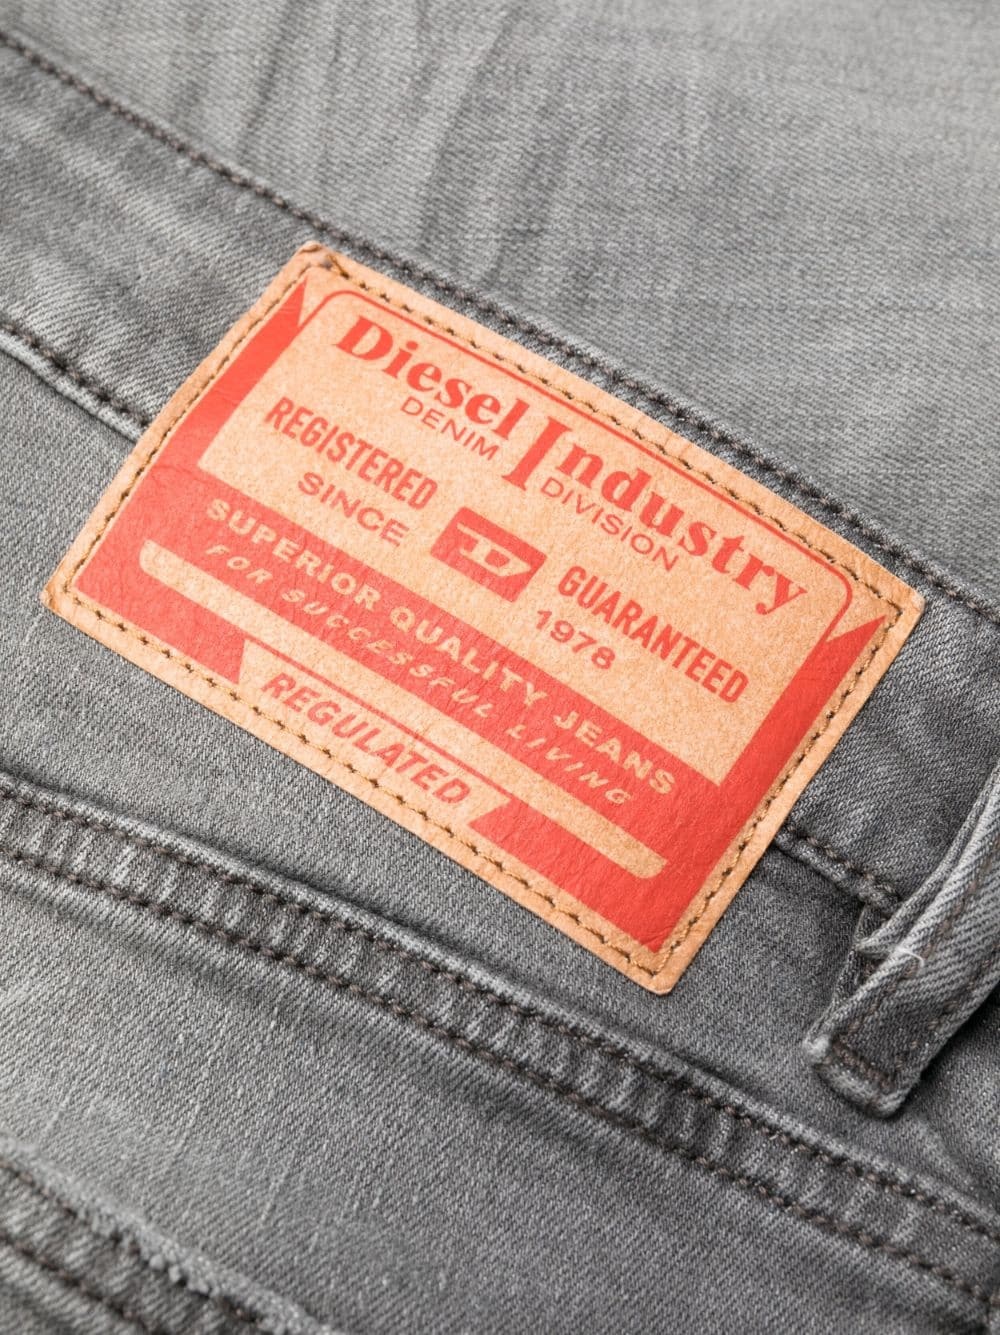 Diesel Industry
DENIM DIVISION
REGISTERED GUARANTEED
SINCE D 1978
SUPERIOR QUALITY JEANS
FOR SUCCESSFUL LIVING
REGULATED